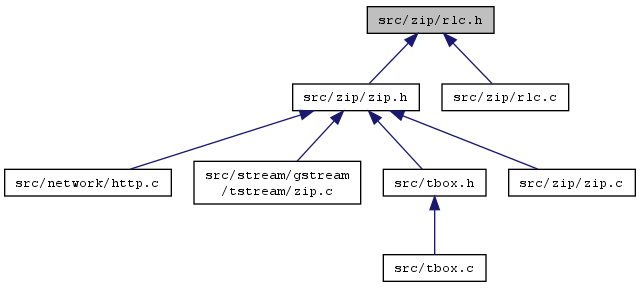 src/zip/rlc.h
src/zip/zip.h
src/zip/rlc.c
src/network/http.c
src/stream/gstream
/tstream/zip.c
src/tbox.h
src/zip/zip.c
src/tbox.c